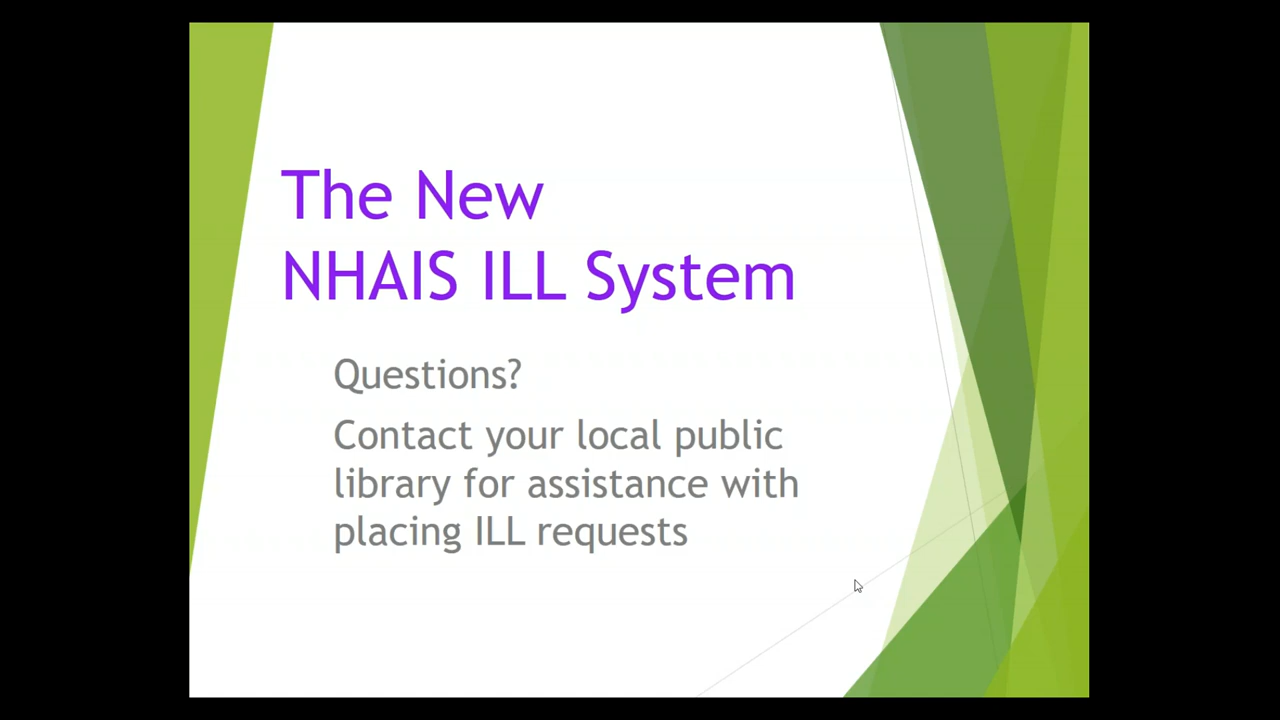 The New
NHAIS ILL System
Questions?
Contact your local public
library for assistance with
placing ILL requests